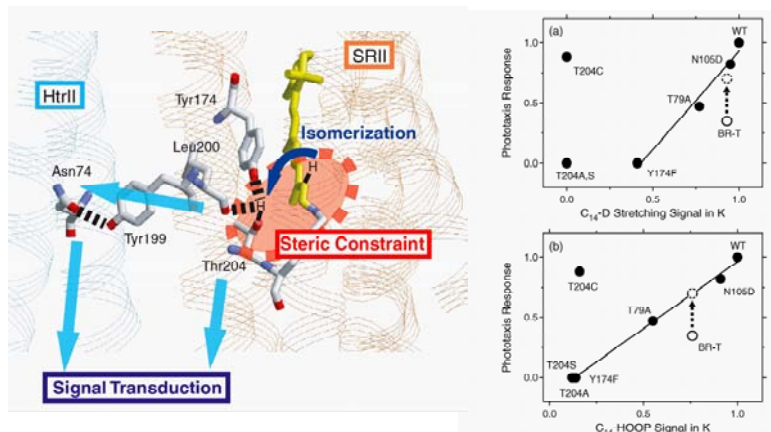 HtrII
SRII
Tyr174
Isomerization
Leu200
Asn74
H
H
Tyr199
Steric Constraint
Thr204
Signal Transduction
(a)
WT
T204C
N105D
T79A
BR-T
T204A,S
Y174F
Phototaxis Response
1.0
0.5
0.0
0.0
0.5
1.0
C14-D Stretching Signal in K
(b)
WT
T204C
N105D
T79A
BR-T
T204S
Y174F
T204A
Phototaxis Response
1.0
0.5
0.0
0.0
0.5
1.0
C14 HOOP Signal in K